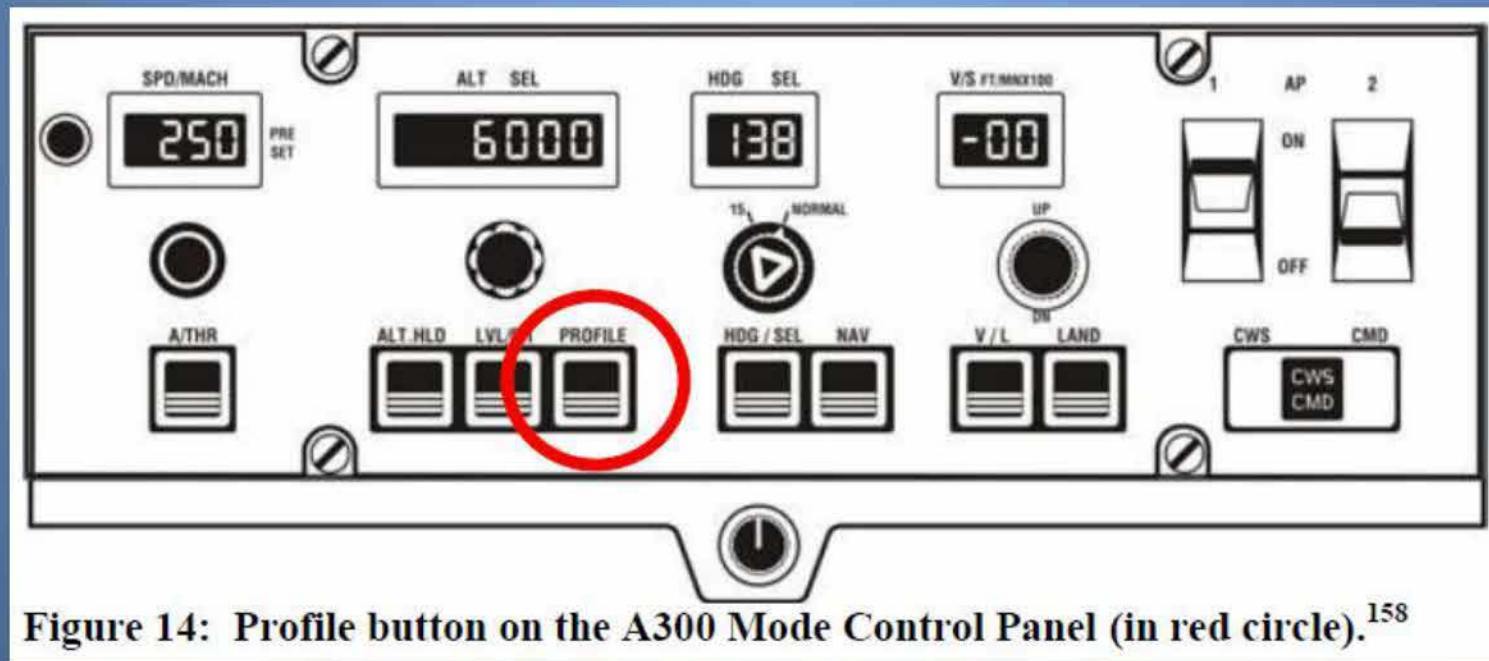 SPD/MACH ALT SEL HDG SEL V/S FT/MNX100 1 AP 2
250 PRE SET 6000 138 -00 ON
15 NORMAL UP
OFF
DN
A/THR ALT HLD PROFILE HDG / SEL NAV V / L LAND CWS CMD
CWS
CMD
Figure 14: Profile button on the A300 Mode Control Panel (in red circle).158